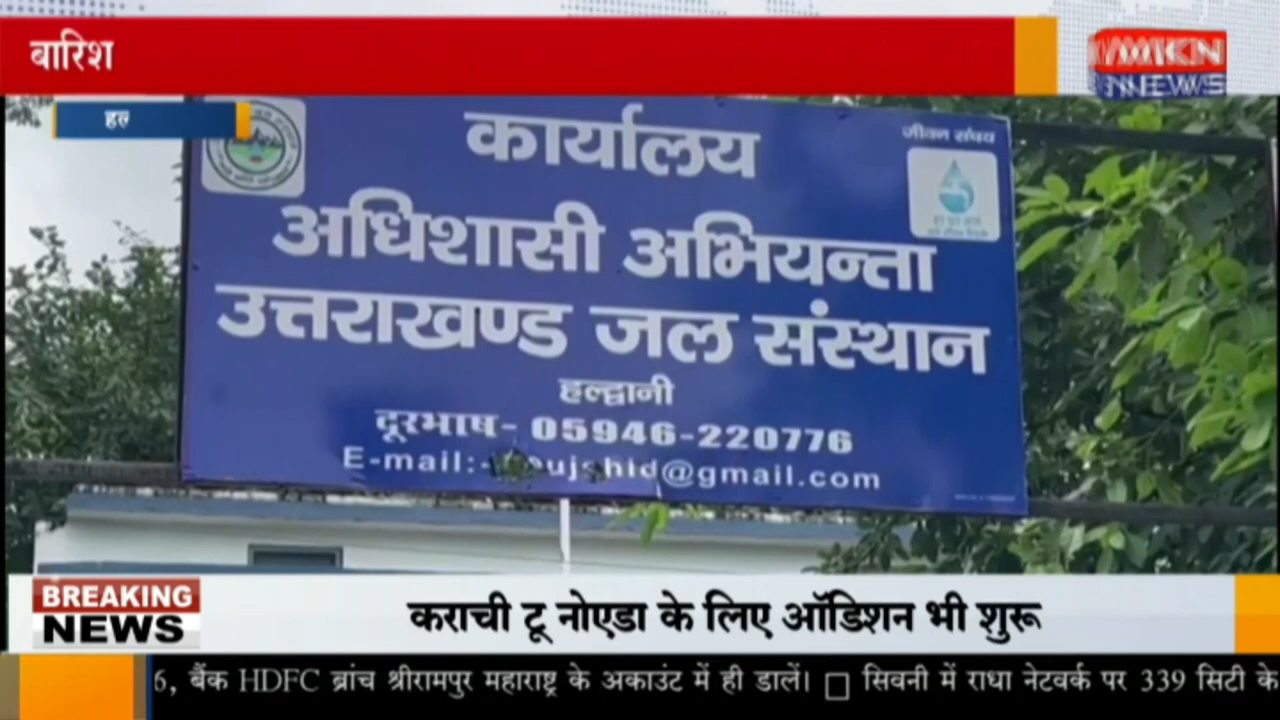 बारिश
NEWS
हल
कार्यालय
जीवन संचय
अधिशासी अभियन्ता
उत्तराखण्ड जल संस्थान
हल्द्वानी
दूरभाष- 05946-220776
E-mail:- ujshld@gmail.com
BREAKING
NEWS
कराची टू नोएडा के लिए ऑडिशन भी शुरू
6, बैंक HDFC ब्रांच श्रीरामपुर महाराष्ट्र के अकाउंट में ही डालें। □ सिवनी में राधा नेटवर्क पर 339 सिटी के